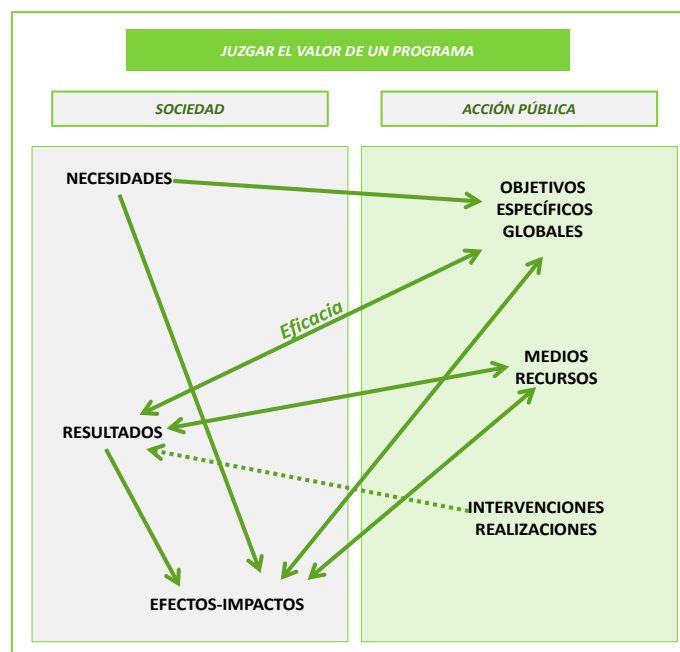 JUZGAR EL VALOR DE UN PROGRAMA
SOCIEDAD
ACCIÓN PÚBLICA
NECESIDADES
OBJETIVOS
ESPECÍFICOS
GLOBALES
Eficacia
MEDIOS
RECURSOS
RESULTADOS
INTERVENCIONES
REALIZACIONES
EFECTOS-IMPACTOS